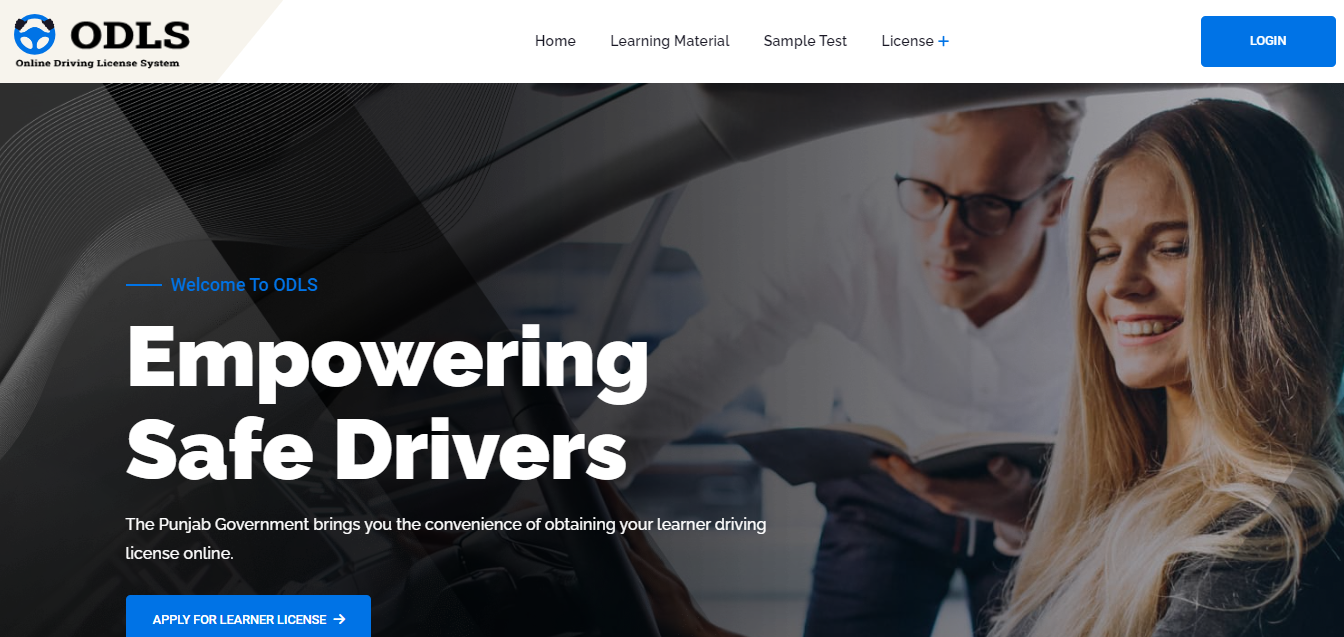 ODLS
Online Driving License System
Home
Learning Material
Sample Test
License +
LOGIN
Welcome To ODLS
Empowering
Safe Drivers
The Punjab Government brings you the convenience of obtaining your learner driving
license online.
APPLY FOR LEARNER LICENSE →